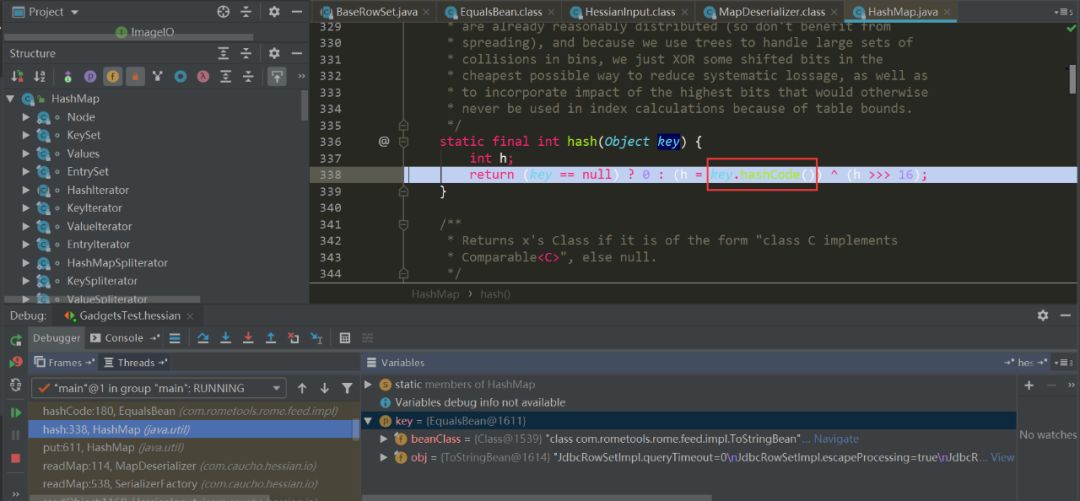 Project
BaseRowSet.java
EqualsBean.class
HessianInput.class
MapDeserializer.class
HashMap.java
ImageIO
Structure
HashMap
Node
KeySet
Values
EntrySet
HashIterator
KeyIterator
ValueIterator
EntryIterator
HashMapSpliterator
KeySpliterator
ValueSpliterator
329 * are already reasonably distributed (so don't benefit from
330 * spreading), and because we use trees to handle large sets of
331 * collisions in bins, we just XOR some shifted bits in the
332 * cheapest possible way to reduce systematic lossage, as well as
333 * to incorporate impact of the highest bits that would otherwise
334 * never be used in index calculations because of table bounds.
335 */
336 @ static final int hash(Object key) {
337 int h;
338 return (key == null) ? 0 : (h = key.hashCode()) ^ (h >>> 16);
339 }
340
341 /**
342 * Returns x's Class if it is of the form "class C implements
343 * Comparable<C>", else null.
344 */
HashMap > hash()
Debug: GadgetsTest.hessian
Debugger Console
Frames Threads
"main"@1 in group "main": RUNNING
hashCode:180, EqualsBean (com.rometools.rome.feed.impl)
hash:338, HashMap (java.util)
put:611, HashMap (java.util)
readMap:114, MapDeserializer (com.caucho.hessian.io)
readMap:538, SerializerFactory (com.caucho.hessian.io)
Variables
static members of HashMap
Variables debug info not available
key = {EqualsBean@1611}
beanClass = {Class@1539} "class com.rometools.rome.feed.impl.ToStringBean" Navigate
obj = {ToStringBean@1614} "JdbcRowSetImpl.queryTimeout=0\nJdbcRowSetImpl.escapeProcessing=true\nJdbcR... View
hes
No watches